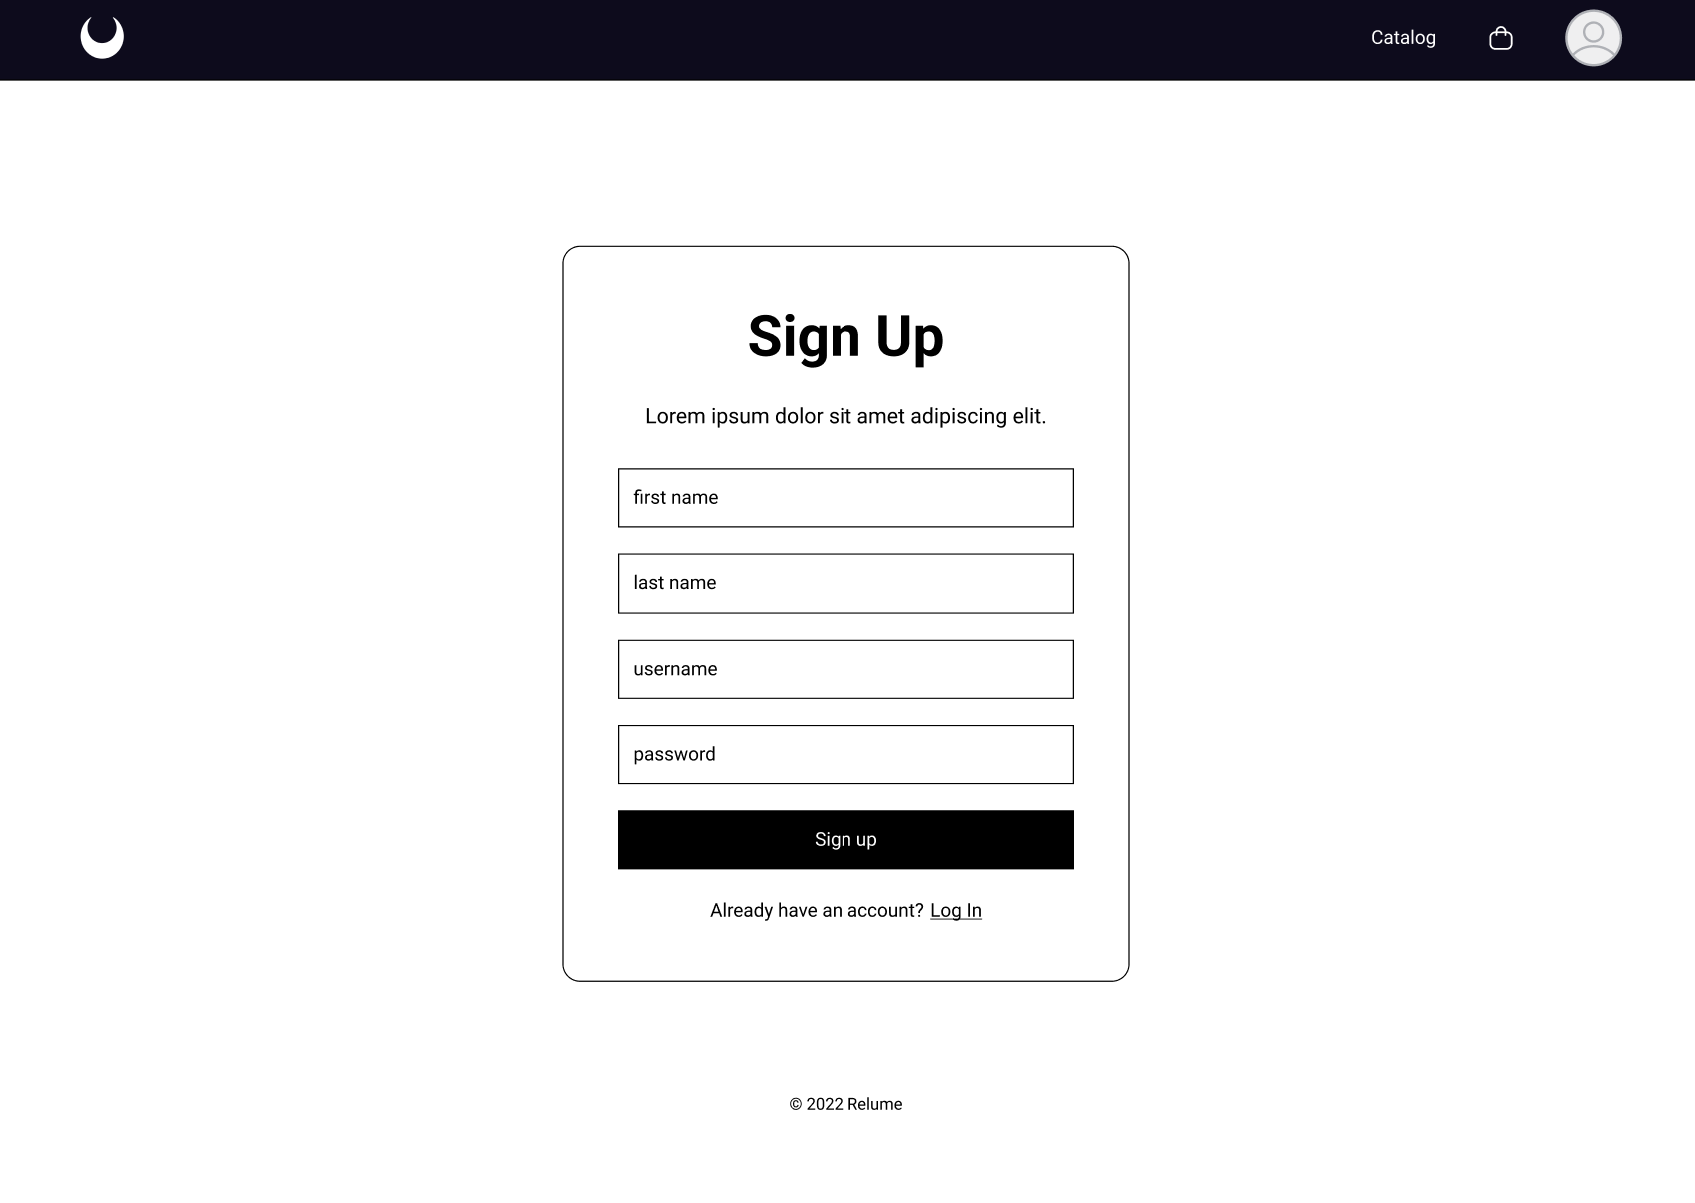 Catalog
Sign Up
Lorem ipsum dolor sit amet adipiscing elit.
first name
last name
username
password
Sign up
Already have an account? Log In
© 2022 Relume